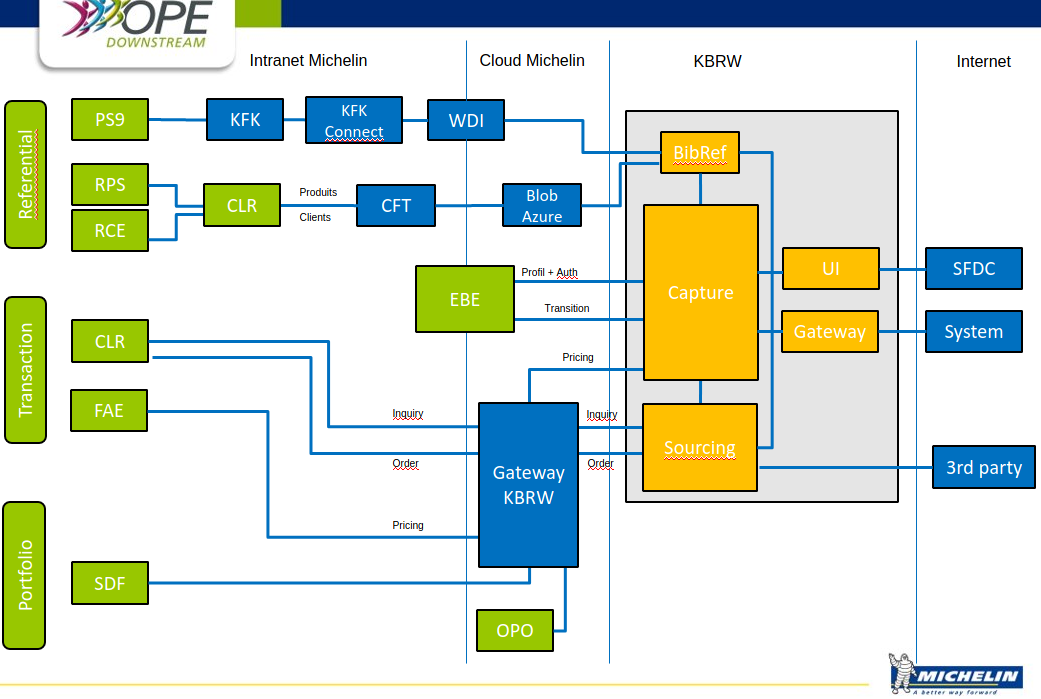 OPE
DOWNSTREAM
Intranet Michelin
Cloud Michelin
KBRW
Internet
Referential
PS9
KFK
KFK
Connect
WDI
BibRef
RPS
RCE
CLR
Produits
Clients
CFT
Blob
Azure
EBE
Profil + Auth
Transition
Capture
UI
SFDC
Gateway
System
Transaction
CLR
FAE
Pricing
Inquiry
Order
Pricing
Gateway
KBRW
Inquiry
Order
Sourcing
3rd party
Portfolio
SDF
OPO
MICHELIN
A better way forward